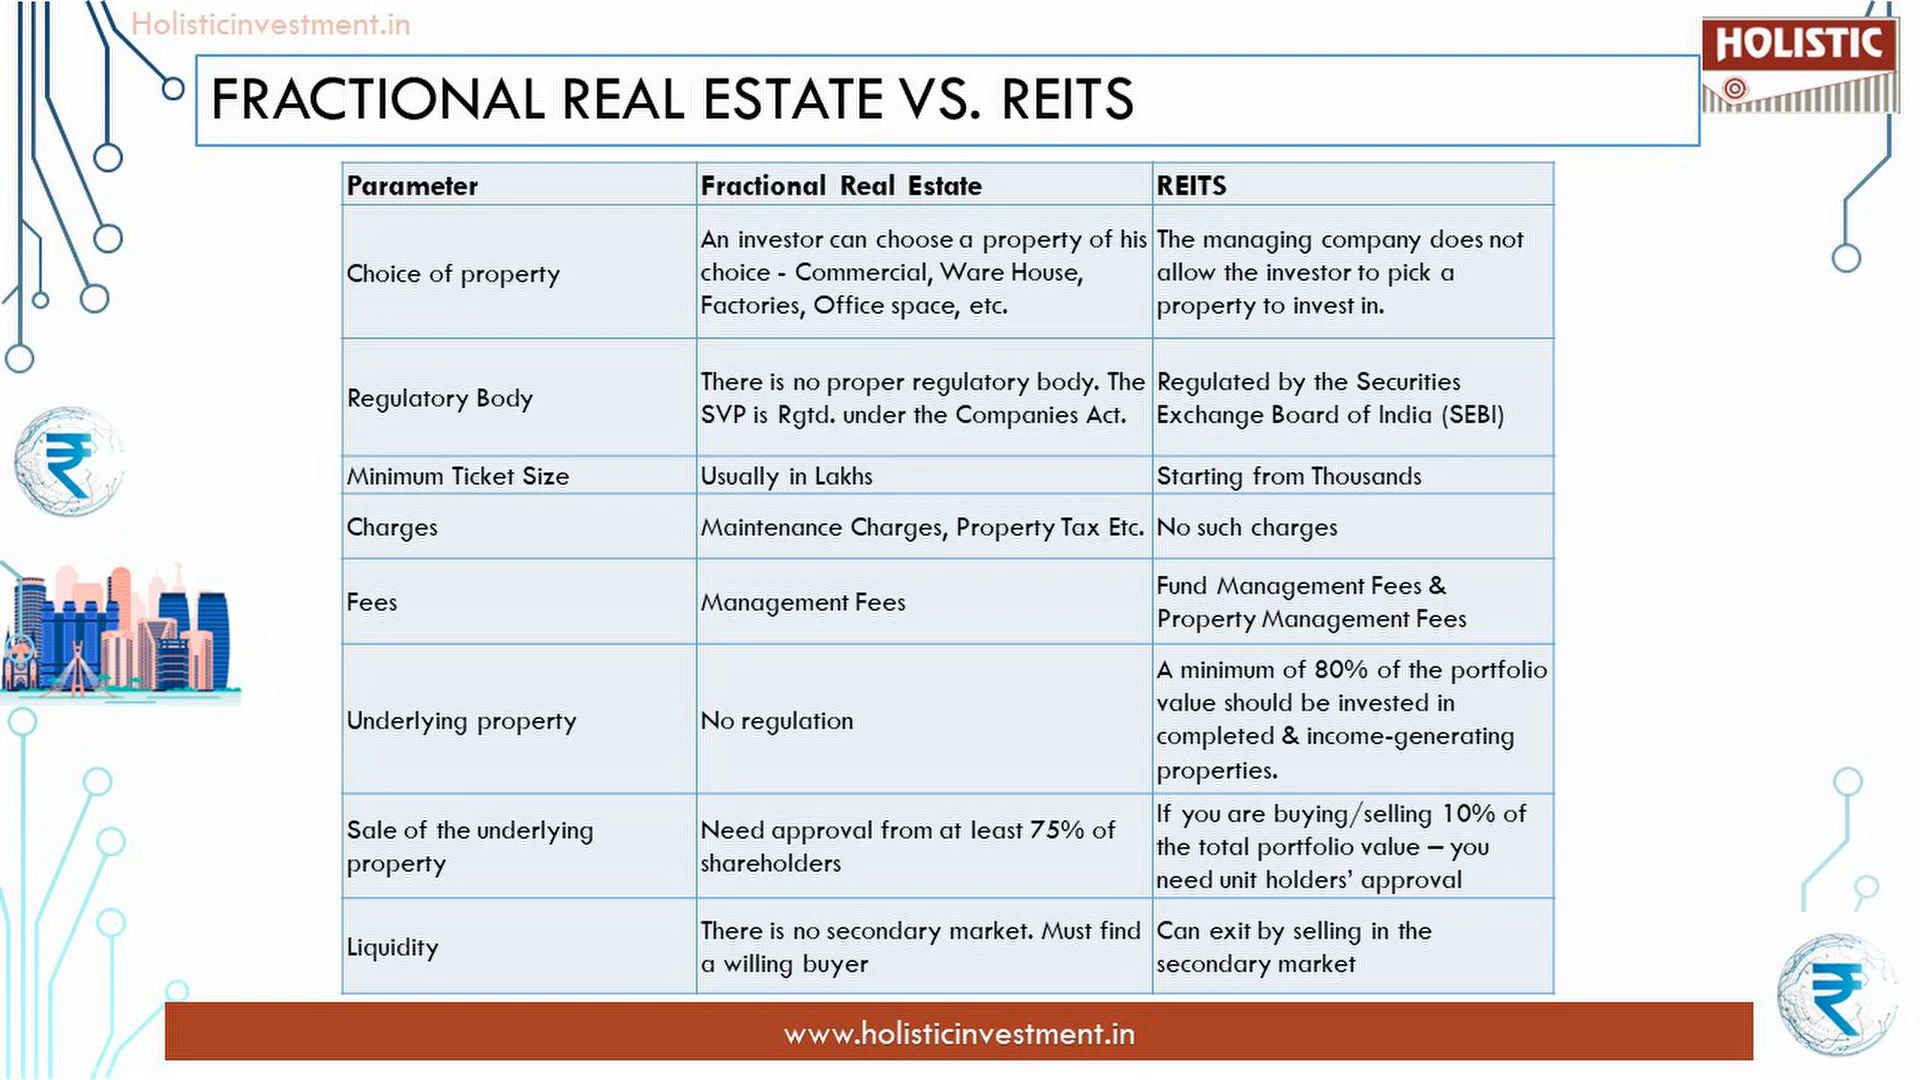 Holisticinvestment.in
HOLISTIC
FRACTIONAL REAL ESTATE VS. REITS
Parameter
Fractional Real Estate
REITS
Choice of property
An investor can choose a property of his
choice - Commercial, Ware House,
Factories, Office space, etc.
The managing company does not
allow the investor to pick a
property to invest in.
Regulatory Body
There is no proper regulatory body. The
SVP is Rgtd. under the Companies Act.
Regulated by the Securities
Exchange Board of India (SEBI)
Minimum Ticket Size
Usually in Lakhs
Starting from Thousands
Charges
Maintenance Charges, Property Tax Etc.
No such charges
Fees
Management Fees
Fund Management Fees &
Property Management Fees
Underlying property
No regulation
A minimum of 80% of the portfolio
value should be invested in
completed & income-generating
properties.
Sale of the underlying
property
Need approval from at least 75% of
shareholders
If you are buying/selling 10% of
the total portfolio value – you
need unit holders’ approval
Liquidity
There is no secondary market. Must find
a willing buyer
Can exit by selling in the
secondary market
www.holisticinvestment.in